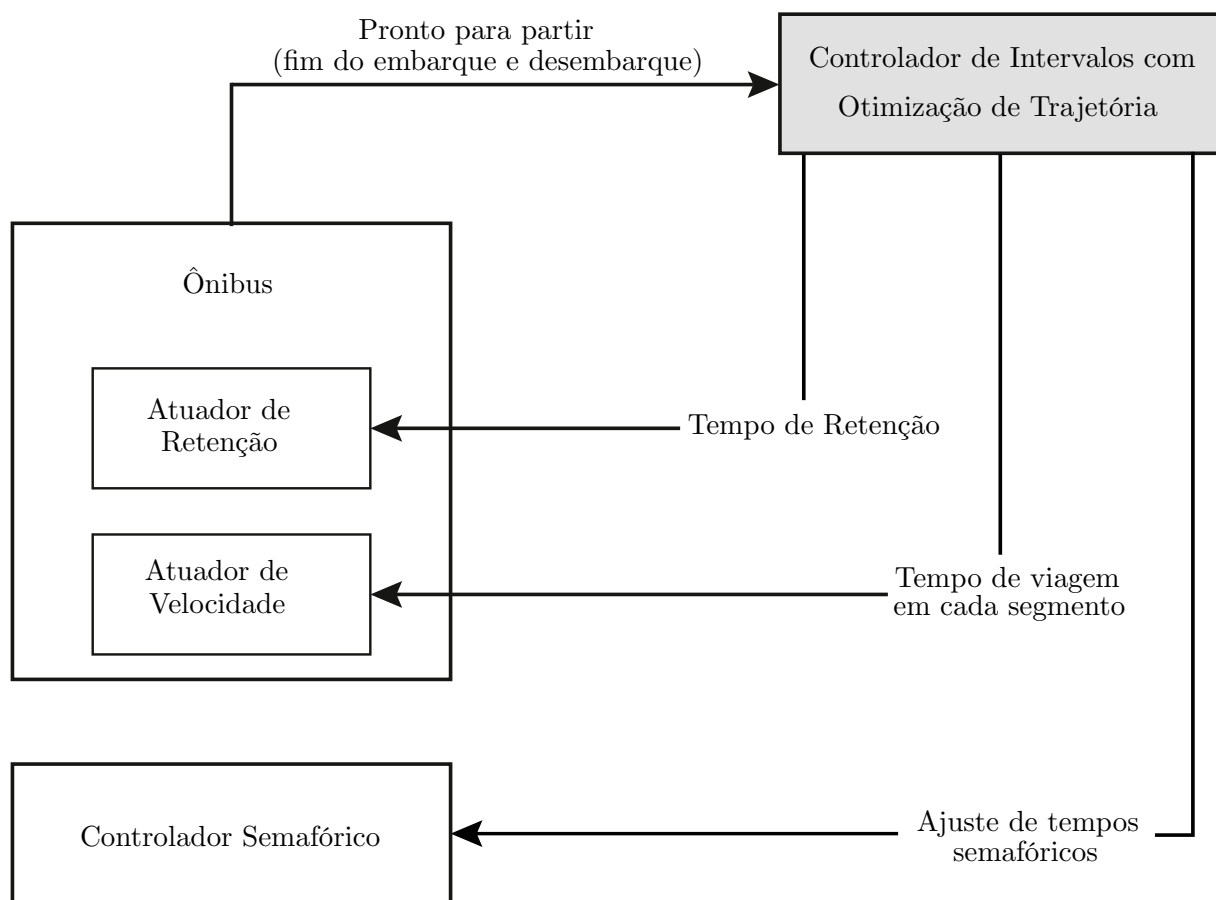 Pronto para partir
(fim do embarque e desembarque)
Controlador de Intervalos com
Otimização de Trajetória
Ônibus
Atuador de
Retenção
Tempo de Retenção
Atuador de
Velocidade
Tempo de viagem
em cada segmento
Controlador Semafórico
Ajuste de tempos
semafóricos